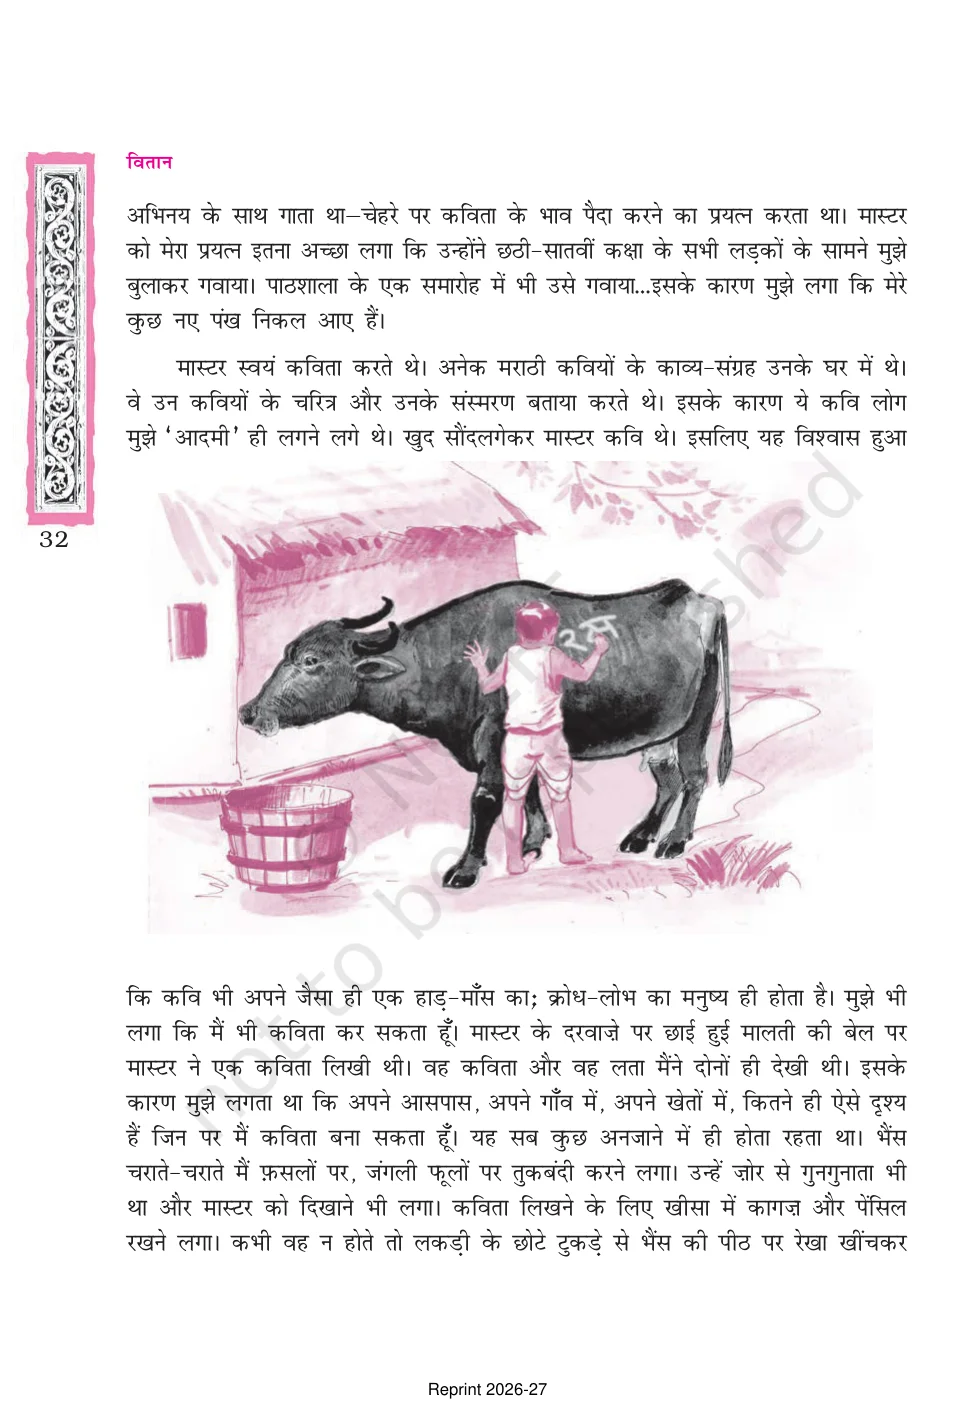 वितान
अभिनय के साथ गाता था–चेहरे पर कविता के भाव पैदा करने का प्रयत्न करता था। मास्टर
को मेरा प्रयत्न इतना अच्छा लगा कि उन्होंने छठी-सातवीं कक्षा के सभी लड़कों के सामने मुझे
बुलाकर गवाया। पाठशाला के एक समारोह में भी उसे गवाया...इसके कारण मुझे लगा कि मेरे
कुछ नए पंख निकल आए हैं।
मास्टर स्वयं कविता करते थे। अनेक मराठी कवियों के काव्य-संग्रह उनके घर में थे।
वे उन कवियों के चरित्र और उनके संस्मरण बताया करते थे। इसके कारण ये कवि लोग
मुझे ‘आदमी’ ही लगने लगे थे। खुद सौंदलगेकर मास्टर कवि थे। इसलिए यह विश्वास हुआ
32
रम
कि कवि भी अपने जैसा ही एक हाड़-माँस का; क्रोध-लोभ का मनुष्य ही होता है। मुझे भी
लगा कि मैं भी कविता कर सकता हूँ। मास्टर के दरवाज़े पर छाई हुई मालती की बेल पर
मास्टर ने एक कविता लिखी थी। वह कविता और वह लता मैंने दोनों ही देखी थी। इसके
कारण मुझे लगता था कि अपने आसपास, अपने गाँव में, अपने खेतों में, कितने ही ऐसे दृश्य
हैं जिन पर मैं कविता बना सकता हूँ। यह सब कुछ अनजाने में ही होता रहता था। भैंस
चराते-चराते मैं फ़सलों पर, जंगली फूलों पर तुकबंदी करने लगा। उन्हें ज़ोर से गुनगुनाता भी
था और मास्टर को दिखाने भी लगा। कविता लिखने के लिए खीसा में कागज़ और पेंसिल
रखने लगा। कभी वह न होते तो लकड़ी के छोटे टुकड़े से भैंस की पीठ पर रेखा खींचकर
not to be republished
Reprint 2026-27